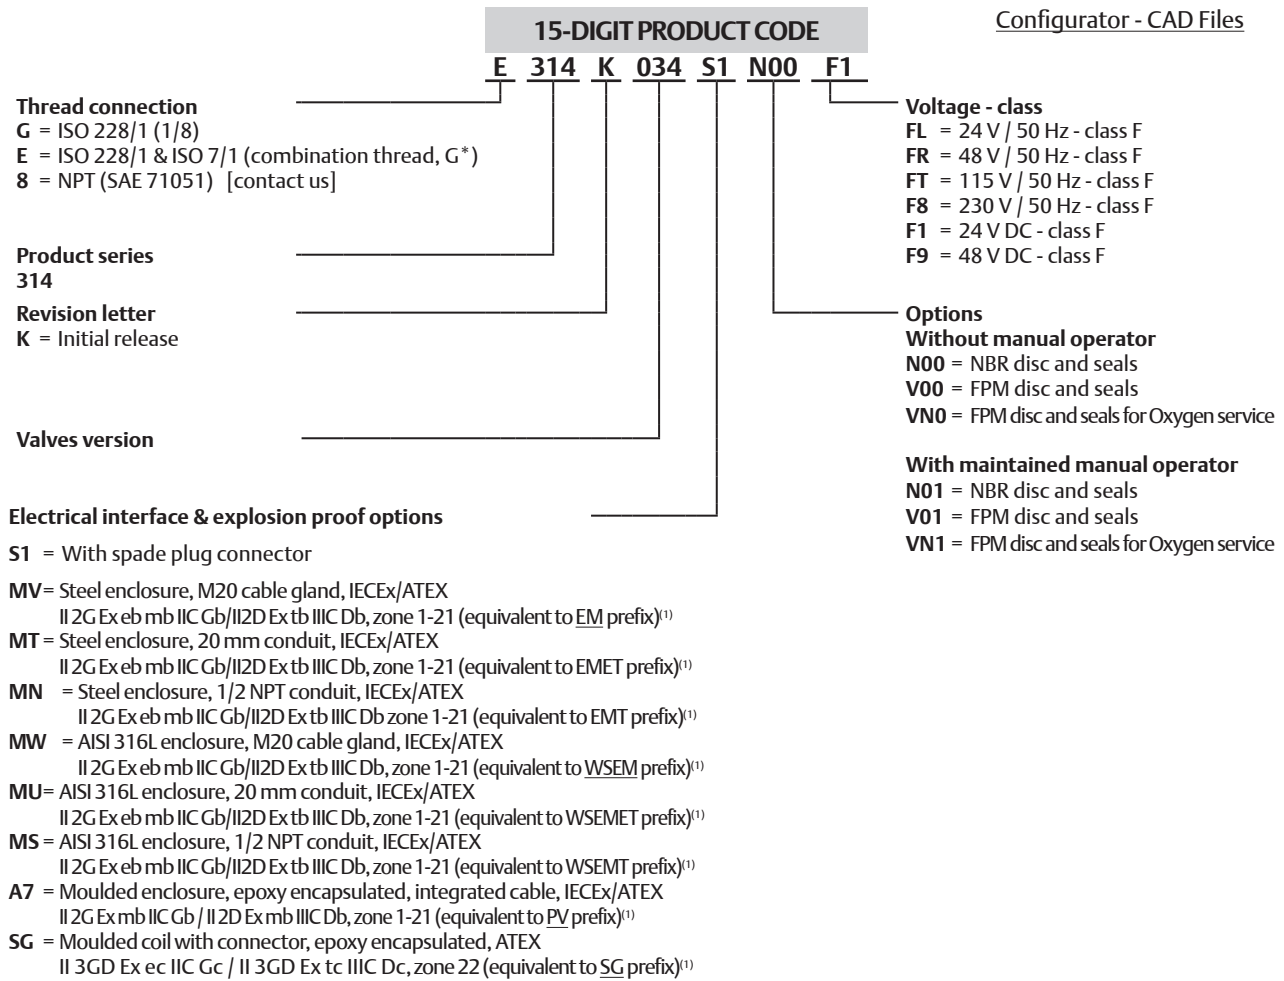 15-DIGIT PRODUCT CODE
Configurator - CAD Files
E 314 K 034 S1 N00 F1
Thread connection
G = ISO 228/1 (1/8)
E = ISO 228/1 & ISO 7/1 (combination thread, G*)
8 = NPT (SAE 71051) [contact us]
Product series
314
Revision letter
K = Initial release
Valves version
Electrical interface & explosion proof options
S1 = With spade plug connector
MV= Steel enclosure, M20 cable gland, IECEx/ATEX
II 2G Ex eb mb IIC Gb/II2D Ex tb IIIC Db, zone 1-21 (equivalent to EM prefix)(1)
MT = Steel enclosure, 20 mm conduit, IECEx/ATEX
II 2G Ex eb mb IIC Gb/II2D Ex tb IIIC Db, zone 1-21 (equivalent to EMET prefix)(1)
MN = Steel enclosure, 1/2 NPT conduit, IECEx/ATEX
II 2G Ex eb mb IIC Gb/II2D Ex tb IIIC Db zone 1-21 (equivalent to EMT prefix)(1)
MW = AISI 316L enclosure, M20 cable gland, IECEx/ATEX
II 2G Ex eb mb IIC Gb/II2D Ex tb IIIC Db, zone 1-21 (equivalent to WSEM prefix)(1)
MU= AISI 316L enclosure, 20 mm conduit, IECEx/ATEX
II 2G Ex eb mb IIC Gb/II2D Ex tb IIIC Db, zone 1-21 (equivalent to WSEMET prefix)(1)
MS = AISI 316L enclosure, 1/2 NPT conduit, IECEx/ATEX
II 2G Ex eb mb IIC Gb/II2D Ex tb IIIC Db, zone 1-21 (equivalent to WSEMT prefix)(1)
A7 = Moulded enclosure, epoxy encapsulated, integrated cable, IECEx/ATEX
II 2G Ex mb IIC Gb / II 2D Ex mb IIIC Db, zone 1-21 (equivalent to PV prefix)(1)
SG = Moulded coil with connector, epoxy encapsulated, ATEX
II 3GD Ex ec IIC Gc / II 3GD Ex tc IIIC Dc, zone 22 (equivalent to SG prefix)(1)
Voltage - class
FL = 24 V / 50 Hz - class F
FR = 48 V / 50 Hz - class F
FT = 115 V / 50 Hz - class F
F8 = 230 V / 50 Hz - class F
F1 = 24 V DC - class F
F9 = 48 V DC - class F
Options
Without manual operator
N00 = NBR disc and seals
V00 = FPM disc and seals
VN0 = FPM disc and seals for Oxygen service
With maintained manual operator
N01 = NBR disc and seals
V01 = FPM disc and seals
VN1 = FPM disc and seals for Oxygen service